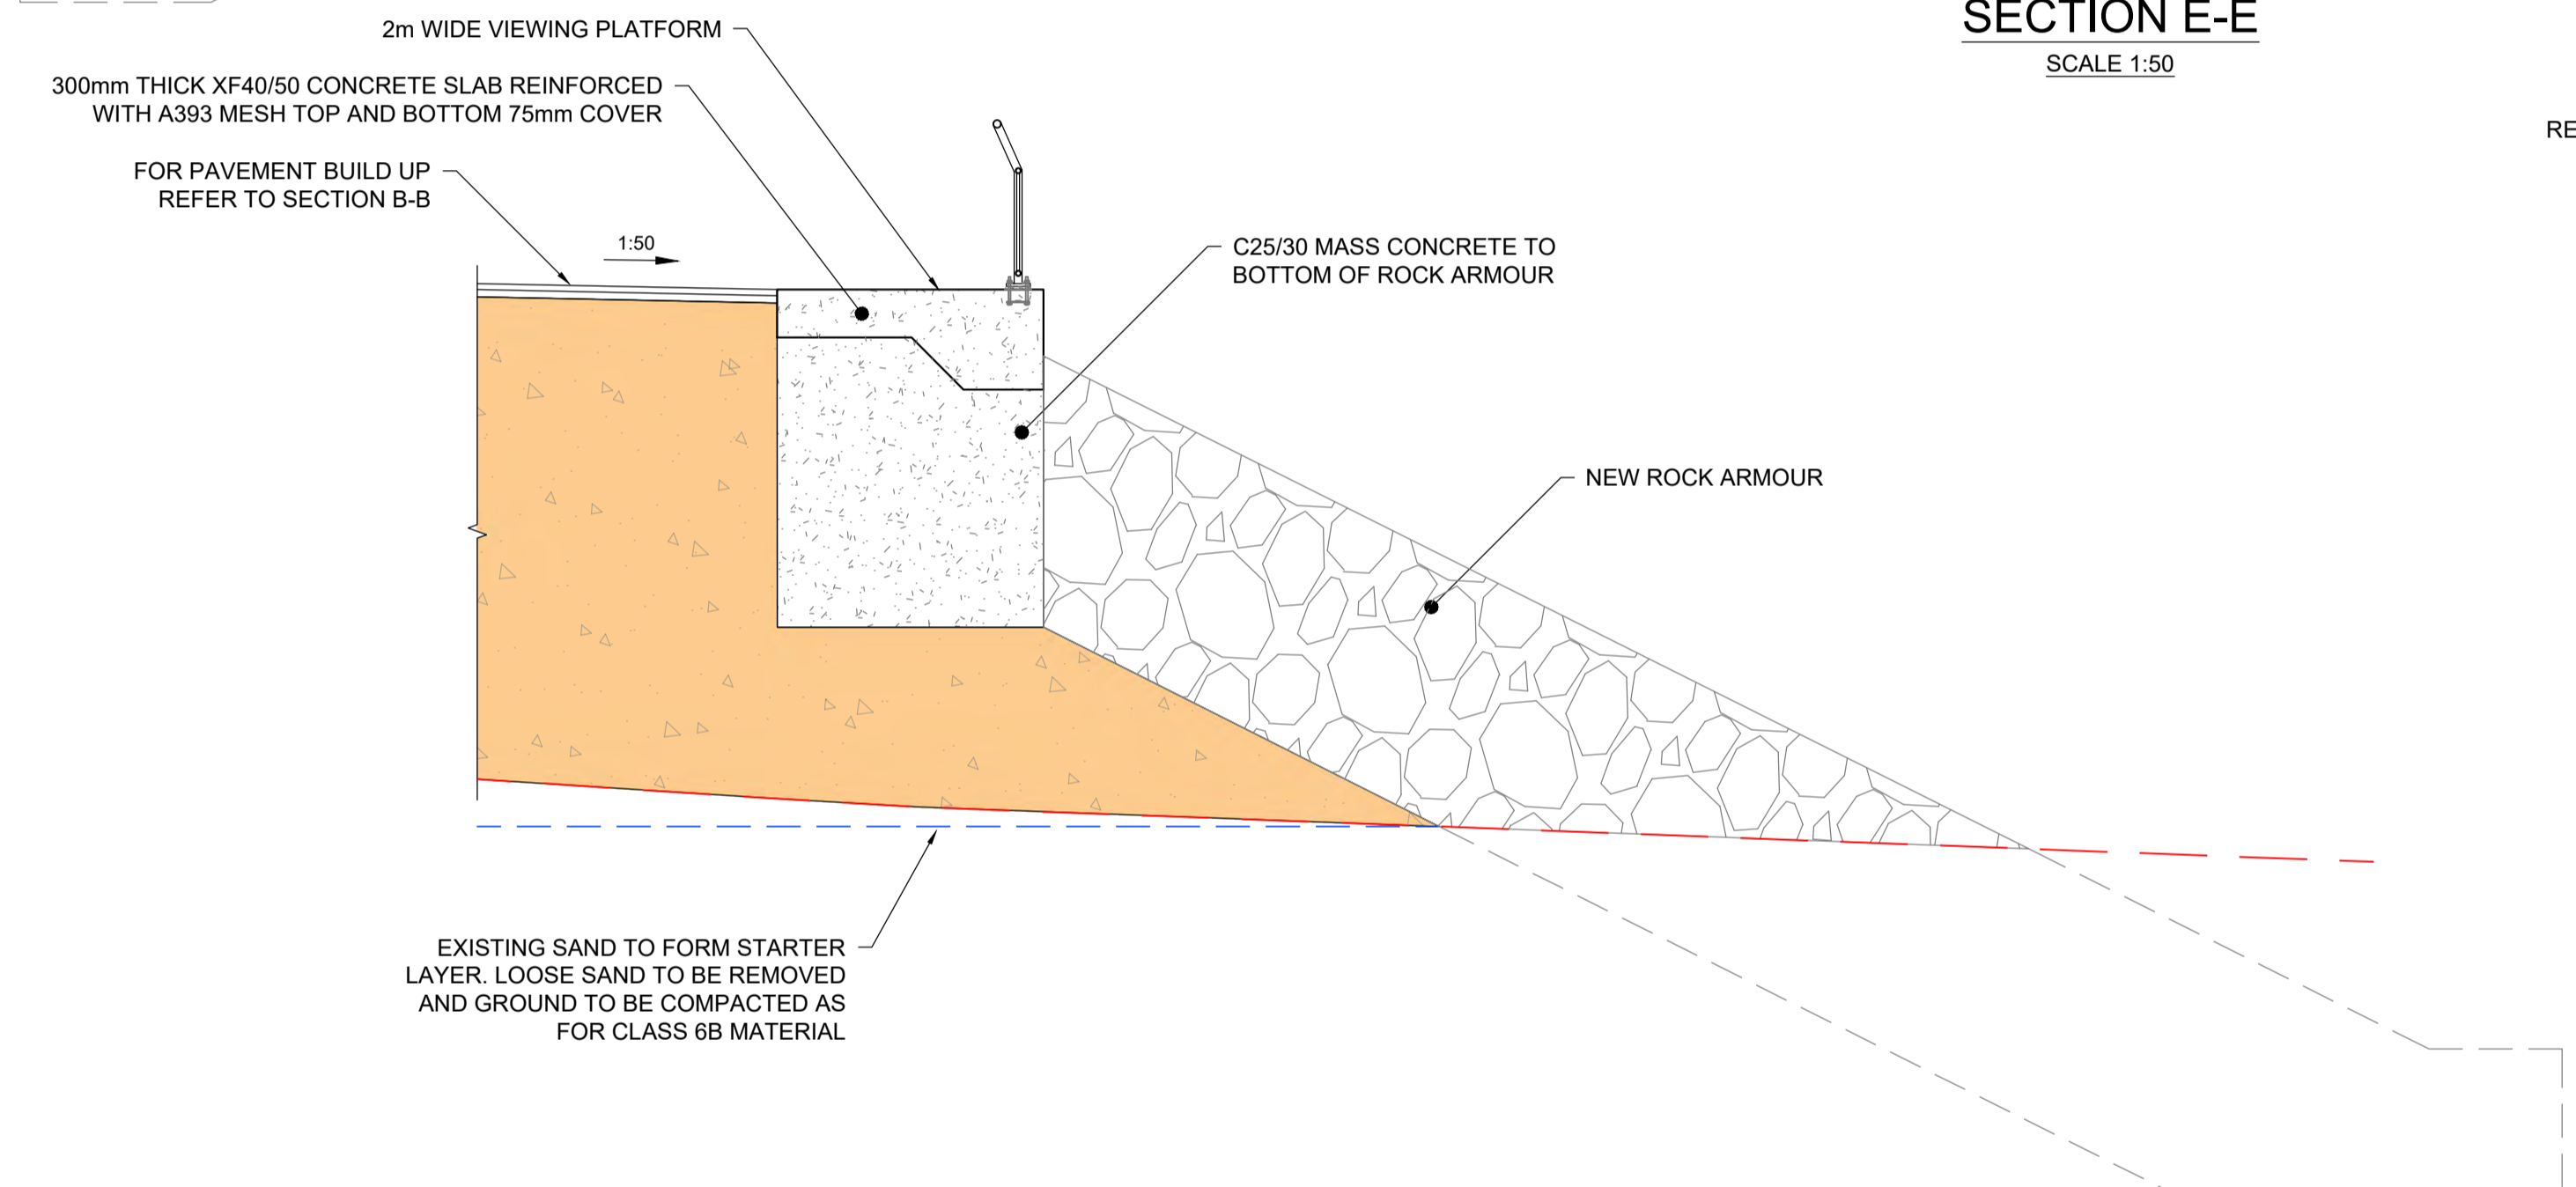 SECTION E-E
SCALE 1:50
2m WIDE VIEWING PLATFORM
300mm THICK XF40/50 CONCRETE SLAB REINFORCED
WITH A393 MESH TOP AND BOTTOM 75mm COVER
RE
FOR PAVEMENT BUILD UP
REFER TO SECTION B-B
1:50
C25/30 MASS CONCRETE TO
BOTTOM OF ROCK ARMOUR
NEW ROCK ARMOUR
EXISTING SAND TO FORM STARTER
LAYER. LOOSE SAND TO BE REMOVED
AND GROUND TO BE COMPACTED AS
FOR CLASS 6B MATERIAL